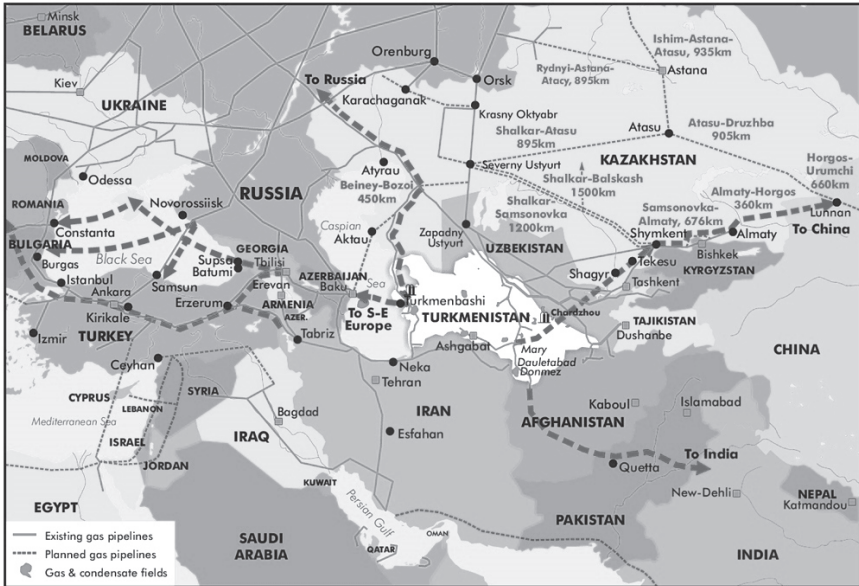 Minsk
BELARUS
Kiev
UKRAINE
MOLDOVA
Odessa
ROMANIA
Constanta
BULGARIA
Burgas
Black Sea
Novorossiisk
RUSSIA
To Russia
Orenburg
Orsk
Karachaganak
Krasny Oktyabr
Rydnyi-Astana-
Atacy, 895km
Ishim-Astana-
Atasu, 935km
Astana
Atasu
Atasu-Druzhba
905km
Shalkar-Atasu
895km
KAZAKHSTAN
Horgos-
Urumchi
660km
Atyrau
Beiney-Bozoi
450km
Severny Ustyurt
Shalkar-Balskash
1500km
Almaty-Horgos
360km
Luhnan
To China
Shalkar-
Samsonovka
1200km
Samsonovka-
Almaty, 676km
Shymkent
Almaty
Caspian
Sea
Aktau
Zapadny
Ustyurt
UZBEKISTAN
Shagyr
Tekesu
Bishkek
KYRGYZSTAN
Tashkent
GEORGIA
Tbilisi
Supsa
Batumi
Istanbul
Ankara
Samsun
Erevan
AZERBAIJAN
Baku
Kirikale
Erzerum
ARMENIA
AZER.
To S-E
Europe
Turkmenbashi
TURKMENISTAN
Chardzhou
TAJIKISTAN
Dushanbe
CHINA
Izmir
TURKEY
Tabriz
Ashgabat
Mary
Dauletabad
Donmez
Ceyhan
Neka
Tehran
CYPRUS
SYRIA
LEBANON
Mediterranean Sea
ISRAEL
JORDAN
Bagdad
IRAQ
IRAN
Esfahan
Kaboul
AFGHANISTAN
Islamabad
To India
Quetta
New-Dehli
NEPAL
Katmandou
EGYPT
KUWAIT
Persian Gulf
SAUDI
ARABIA
QATAR
OMAN
PAKISTAN
INDIA
Existing gas pipelines
Planned gas pipelines
Gas & condensate fields